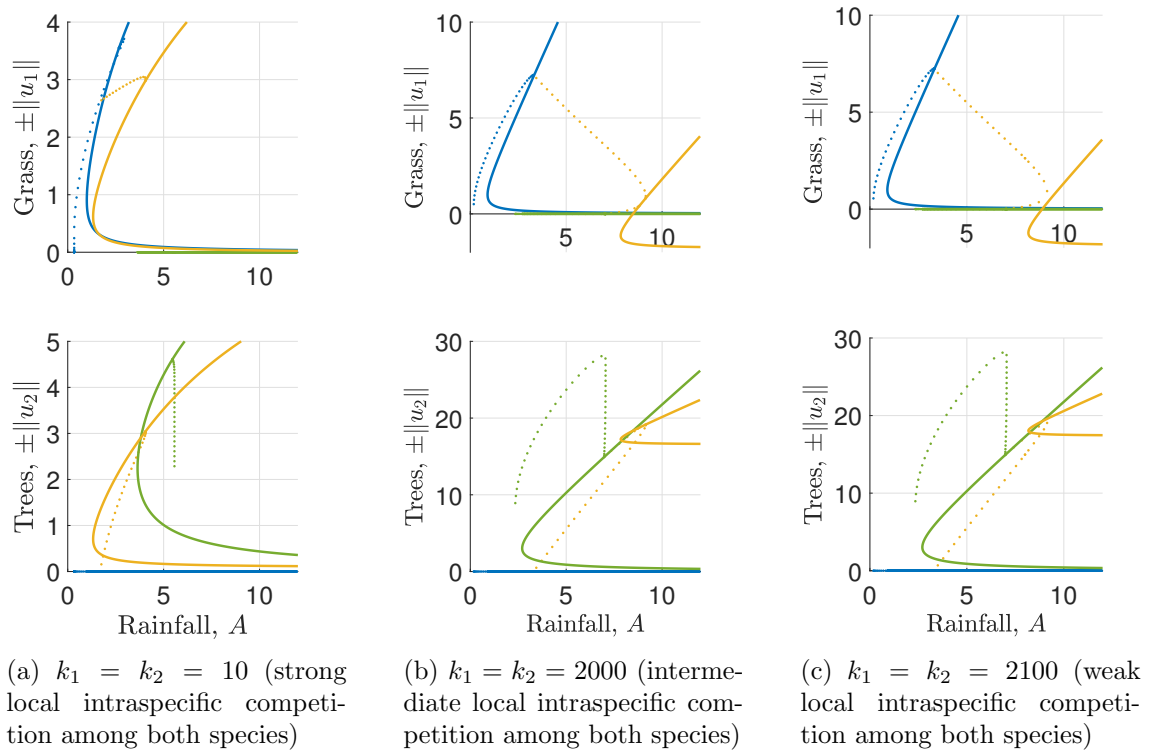 4
3
2
1
0
Grass, ±‖u₁‖
0
5
10
10
5
0
Grass, ±‖u₁‖
5
10
10
5
0
Grass, ±‖u₁‖
5
10
5
4
3
2
1
0
Trees, ±‖u₂‖
0
5
10
Rainfall, A
30
20
10
0
Trees, ±‖u₂‖
5
10
Rainfall, A
30
20
10
0
Trees, ±‖u₂‖
5
10
Rainfall, A
(a) k₁ = k₂ = 10 (strong
local intraspecific competi-
tion among both species)
(b) k₁ = k₂ = 2000 (interme-
diate local intraspecific com-
petition among both species)
(c) k₁ = k₂ = 2100 (weak
local intraspecific competi-
tion among both species)